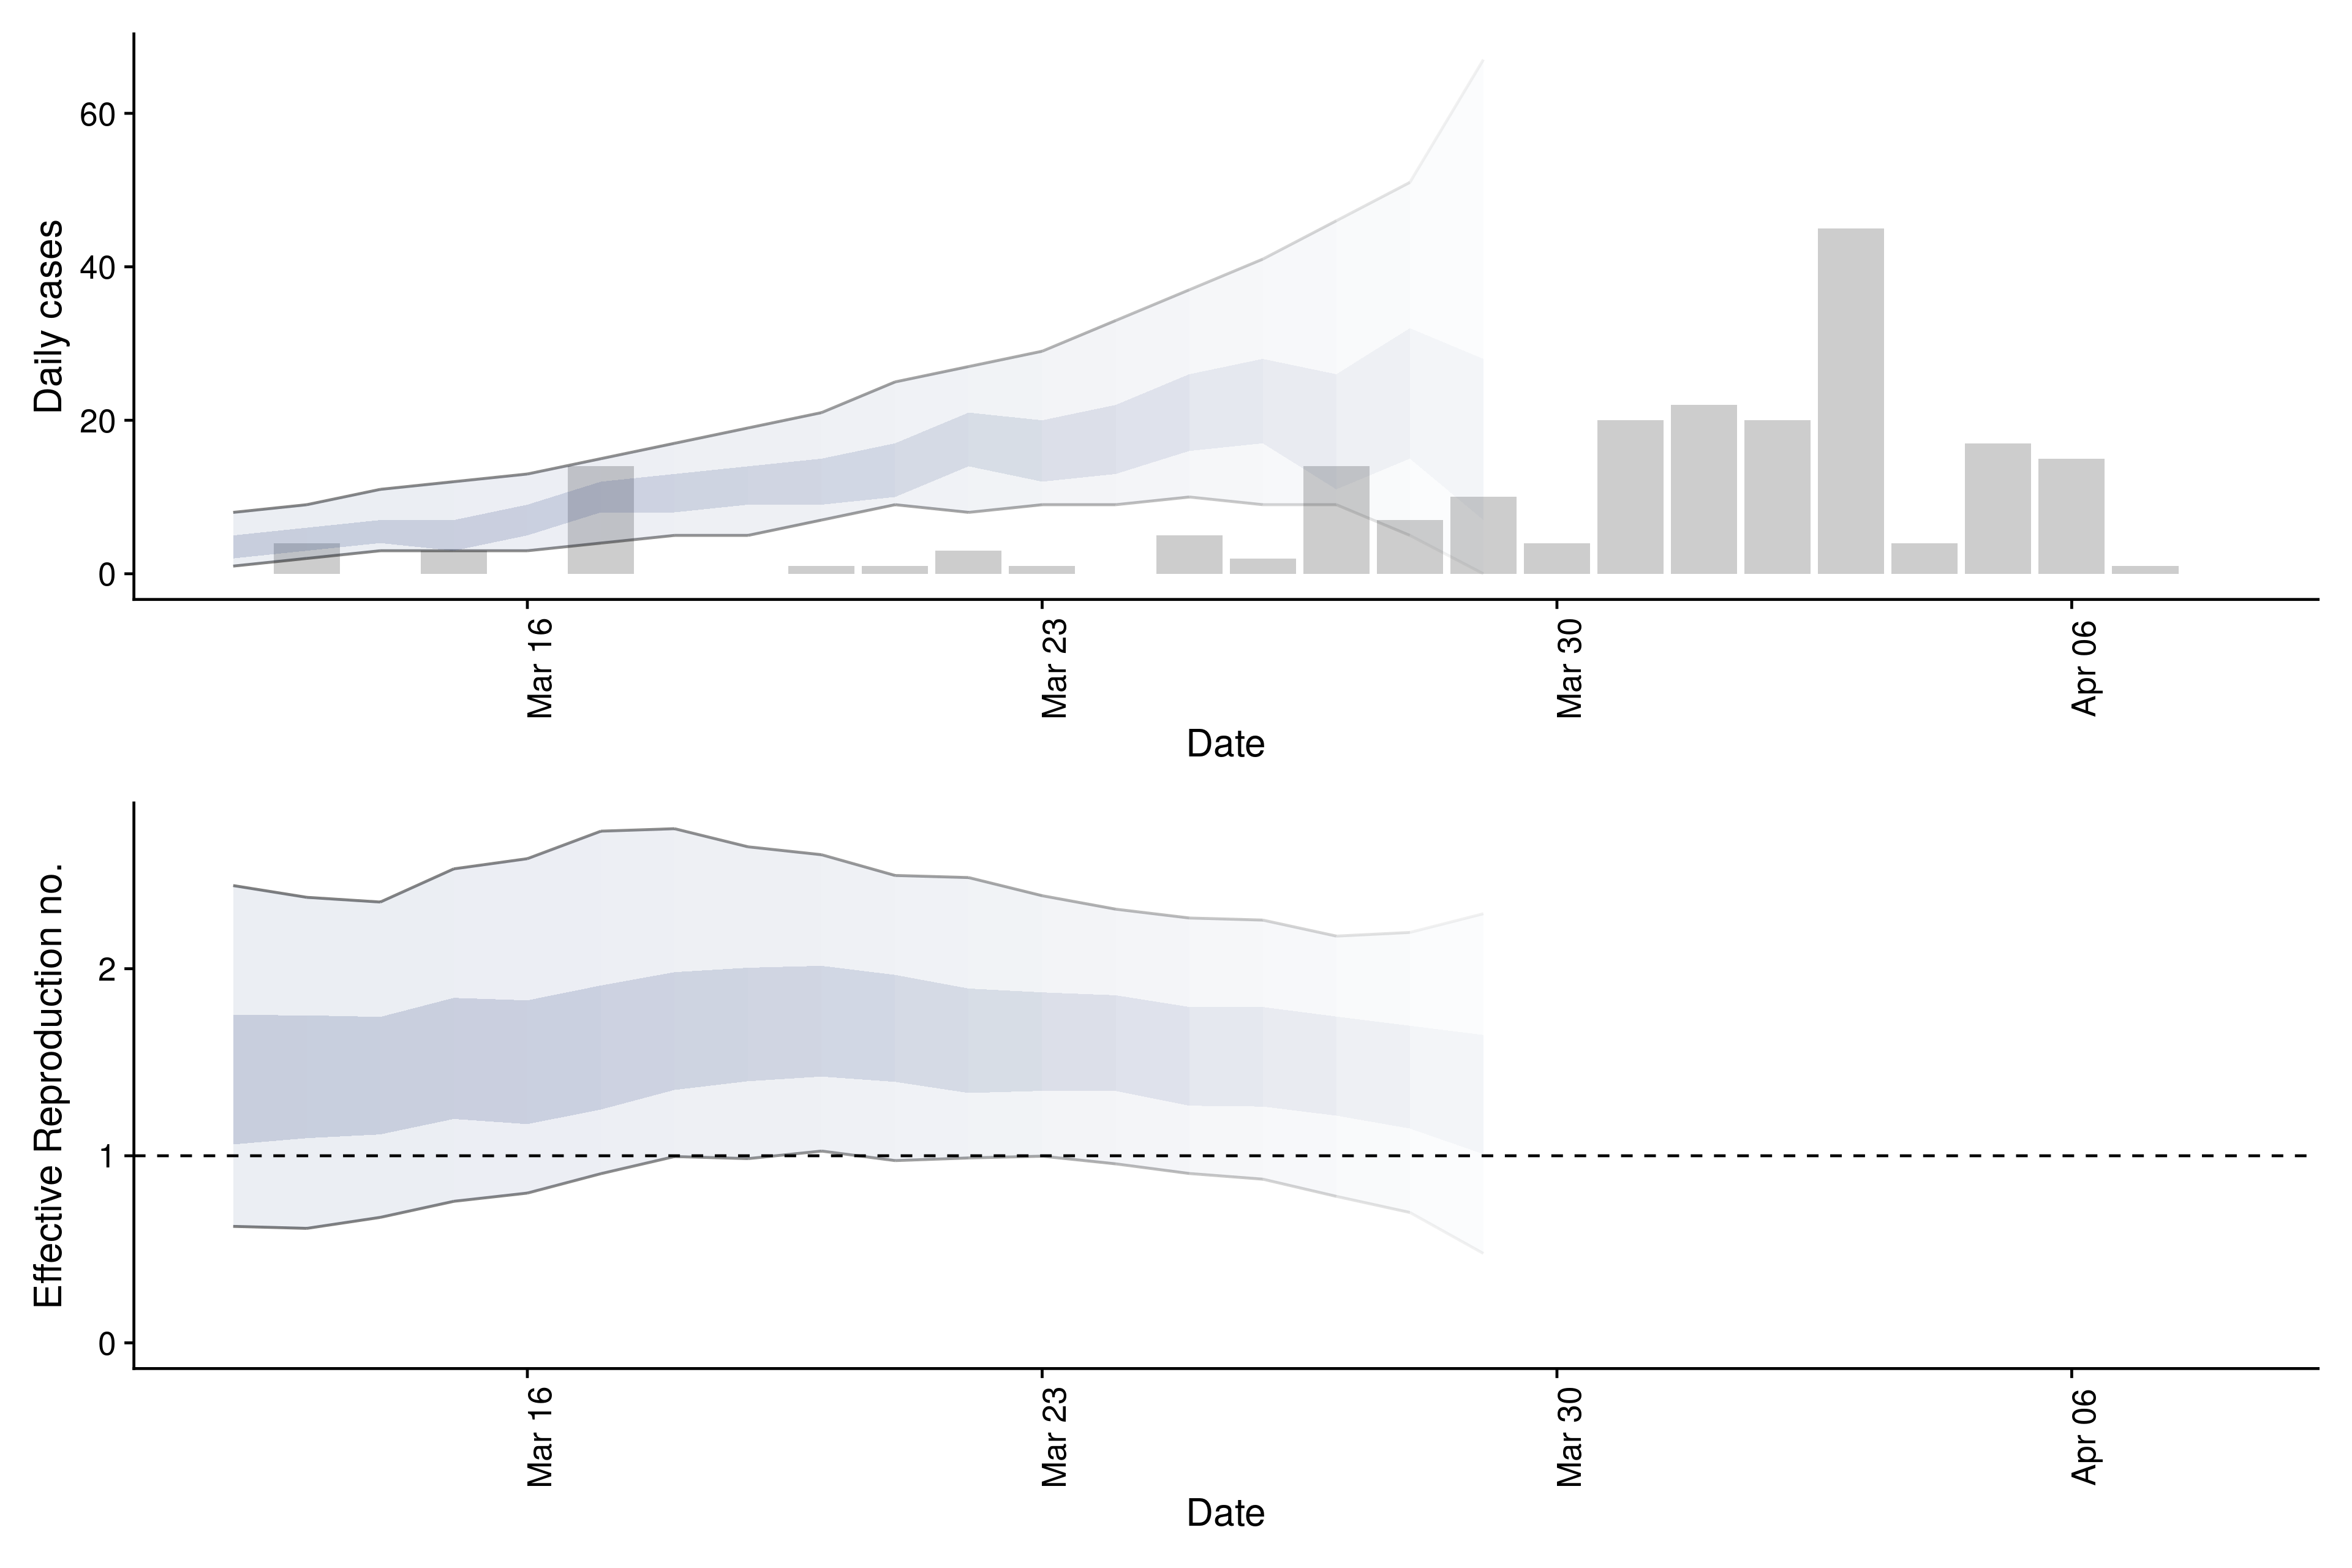 Daily cases
60
40
20
0
Mar 16
Mar 23
Mar 30
Apr 06
Date
Effective Reproduction no.
2
1
0
Mar 16
Mar 23
Mar 30
Apr 06
Date